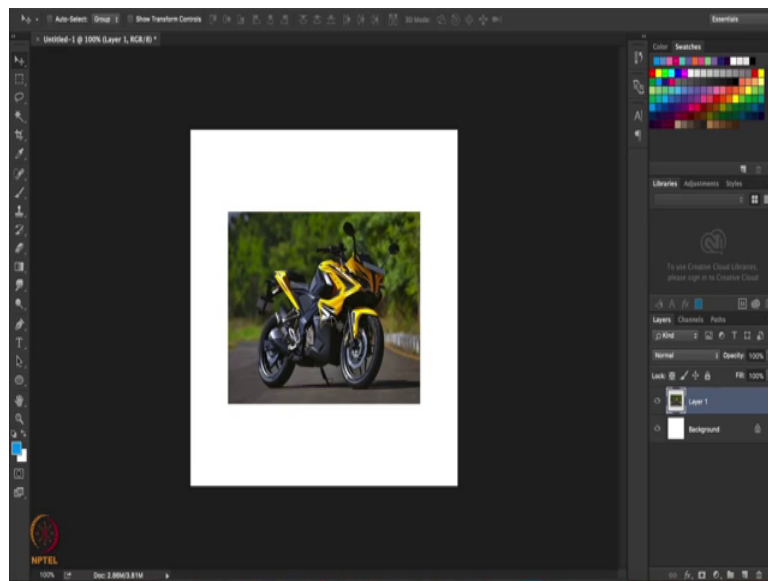 Auto-Select: Group Show Transform Controls 3D Mode: Essentials
× Untitled-1 @ 100% (Layer 1, RGB/8) *
Color Swatches
Libraries Adjustments Styles
To use Creative Cloud Libraries,
please sign in to Creative Cloud
Layers Channels Paths
Kind
Normal Opacity: 100%
Lock: Fill: 100%
Layer 1
Background
NPTEL
100% Doc: 2.86M/3.81M